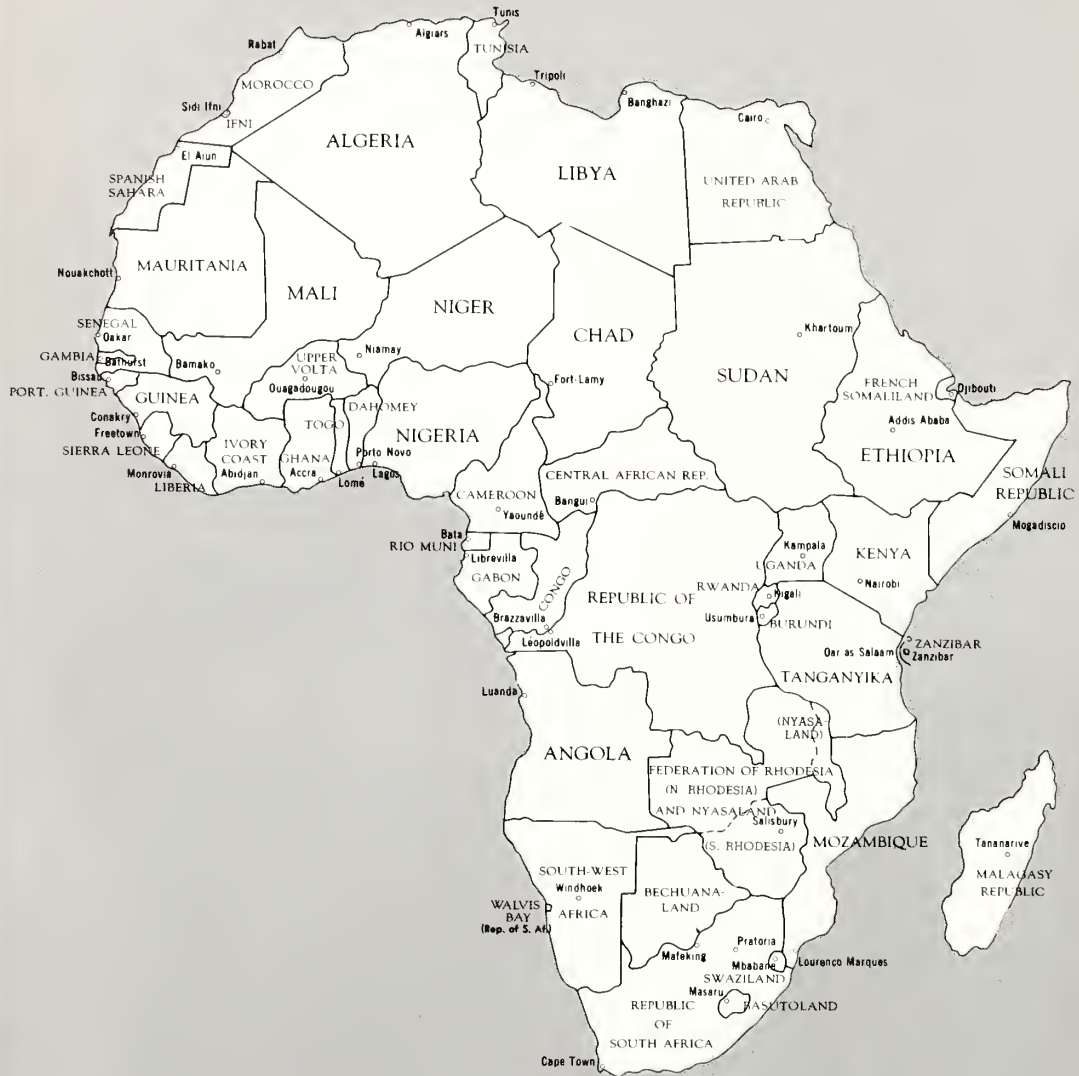 Tunis
Algiars
Rabat
TUNISIA
MOROCCO
Tripoli
Banghazi
Sidi Ifni
IFNI
Cairo
ALGERIA
El Aiun
LIBYA
SPANISH
SAHARA
UNITED ARAB
REPUBLIC
MAURITANIA
Nouakchott
MALI
NIGER
CHAD
SENEGAL
Oakar
Khartoum
GAMBIA
Bathurst
Bamako
UPPER
VOLTA
Niamay
SUDAN
Bissau
PORT. GUINEA
Ouagadougou
Fort-Lamy
FRENCH
SOMALILAND
Djibouti
GUINEA
DAHOMEY
Conakry
TOGO
NIGERIA
Addis Ababa
Freetown
SIERRA LEONE
IVORY
COAST
GHANA
Porto Novo
ETHIOPIA
Monrovia
LIBERIA
Abidjan
Accra
Lomé
Lagos
CENTRAL AFRICAN REP.
SOMALI
REPUBLIC
CAMEROON
Bangui
Yaoundé
Mogadiscio
Bata
RIO MUNI
Kampala
UGANDA
KENYA
Librevilla
GABON
CONGO
RWANDA
Kigali
Nairobi
REPUBLIC OF
THE CONGO
Usumbura
BURUNDI
Brazzavilla
Léopoldvilla
ZANZIBAR
Zanzibar
Oar as Salaam
TANGANYIKA
Luanda
(NYASA-
LAND)
ANGOLA
FEDERATION OF RHODESIA
(N. RHODESIA)
AND NYASALAND
Salisbury
(S. RHODESIA)
MOZAMBIQUE
Tananarive
MALAGASY
REPUBLIC
SOUTH-WEST
Windhoek
AFRICA
BECHUANA-
LAND
WALVIS
BAY
(Rep. of S. Af.)
Mafeking
Pratoria
Mbabane
Lourenço Marques
SWAZILAND
Masaru
BASUTOLAND
REPUBLIC
OF
SOUTH AFRICA
Cape Town